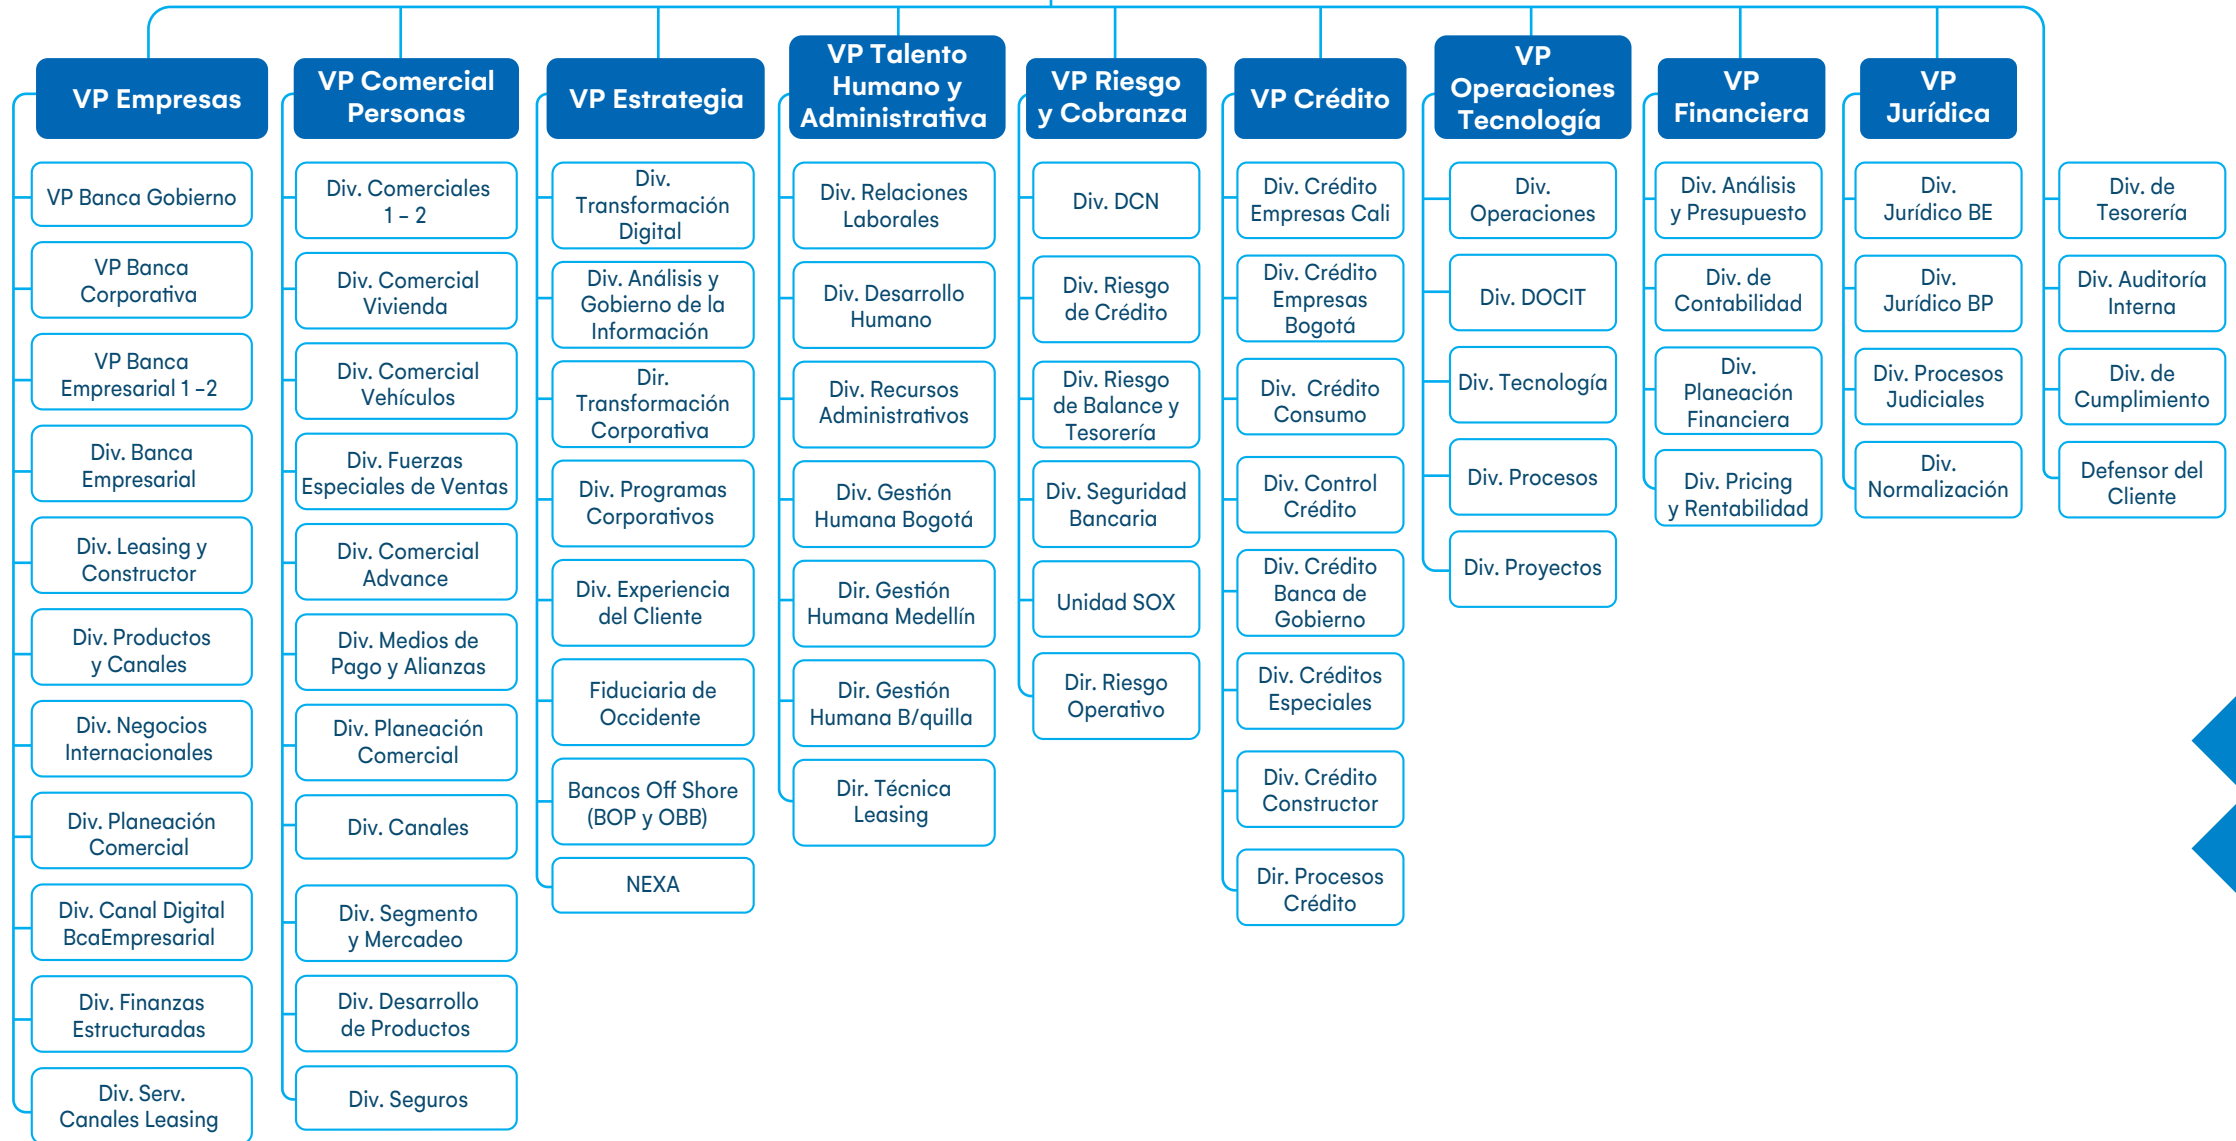 VP Empresas
VP Banca Gobierno
VP Banca
Corporativa
VP Banca
Empresarial 1 -2
Div. Banca
Empresarial
Div. Leasing y
Constructor
Div. Productos
y Canales
Div. Negocios
Internacionales
Div. Planeación
Comercial
Div. Canal Digital
BcaEmpresarial
Div. Finanzas
Estructuradas
Div. Serv.
Canales Leasing
VP Comercial
Personas
Div. Comerciales
1 - 2
Div. Comercial
Vivienda
Div. Comercial
Vehículos
Div. Fuerzas
Especiales de Ventas
Div. Comercial
Advance
Div. Medios de
Pago y Alianzas
Div. Planeación
Comercial
Div. Canales
Div. Segmento
y Mercadeo
Div. Desarrollo
de Productos
Div. Seguros
VP Estrategia
Div.
Transformación
Digital
Div. Análisis y
Gobierno de la
Información
Dir.
Transformación
Corporativa
Div. Programas
Corporativos
Div. Experiencia
del Cliente
Fiduciaria de
Occidente
Bancos Off Shore
(BOP y OBB)
NEXA
VP Talento
Humano y
Administrativa
Div. Relaciones
Laborales
Div. Desarrollo
Humano
Div. Recursos
Administrativos
Div. Gestión
Humana Bogotá
Dir. Gestión
Humana Medellín
Dir. Gestión
Humana B/quilla
Dir. Técnica
Leasing
VP Riesgo
y Cobranza
Div. DCN
Div. Riesgo
de Crédito
Div. Riesgo
de Balance y
Tesorería
Div. Seguridad
Bancaria
Unidad SOX
Dir. Riesgo
Operativo
VP Crédito
Div. Crédito
Empresas Cali
Div. Crédito
Empresas
Bogotá
Div. Crédito
Consumo
Div. Control
Crédito
Div. Crédito
Banca de
Gobierno
Div. Créditos
Especiales
Div. Crédito
Constructor
Dir. Procesos
Crédito
VP
Operaciones
Tecnología
Div.
Operaciones
Div. DOCIT
Div. Tecnología
Div. Procesos
Div. Proyectos
VP
Financiera
Div. Análisis
y Presupuesto
Div. de
Contabilidad
Div.
Planeación
Financiera
Div. Pricing
y Rentabilidad
VP
Jurídica
Div.
Jurídico BE
Div.
Jurídico BP
Div. Procesos
Judiciales
Div.
Normalización
Div. de
Tesorería
Div. Auditoría
Interna
Div. de
Cumplimiento
Defensor del
Cliente